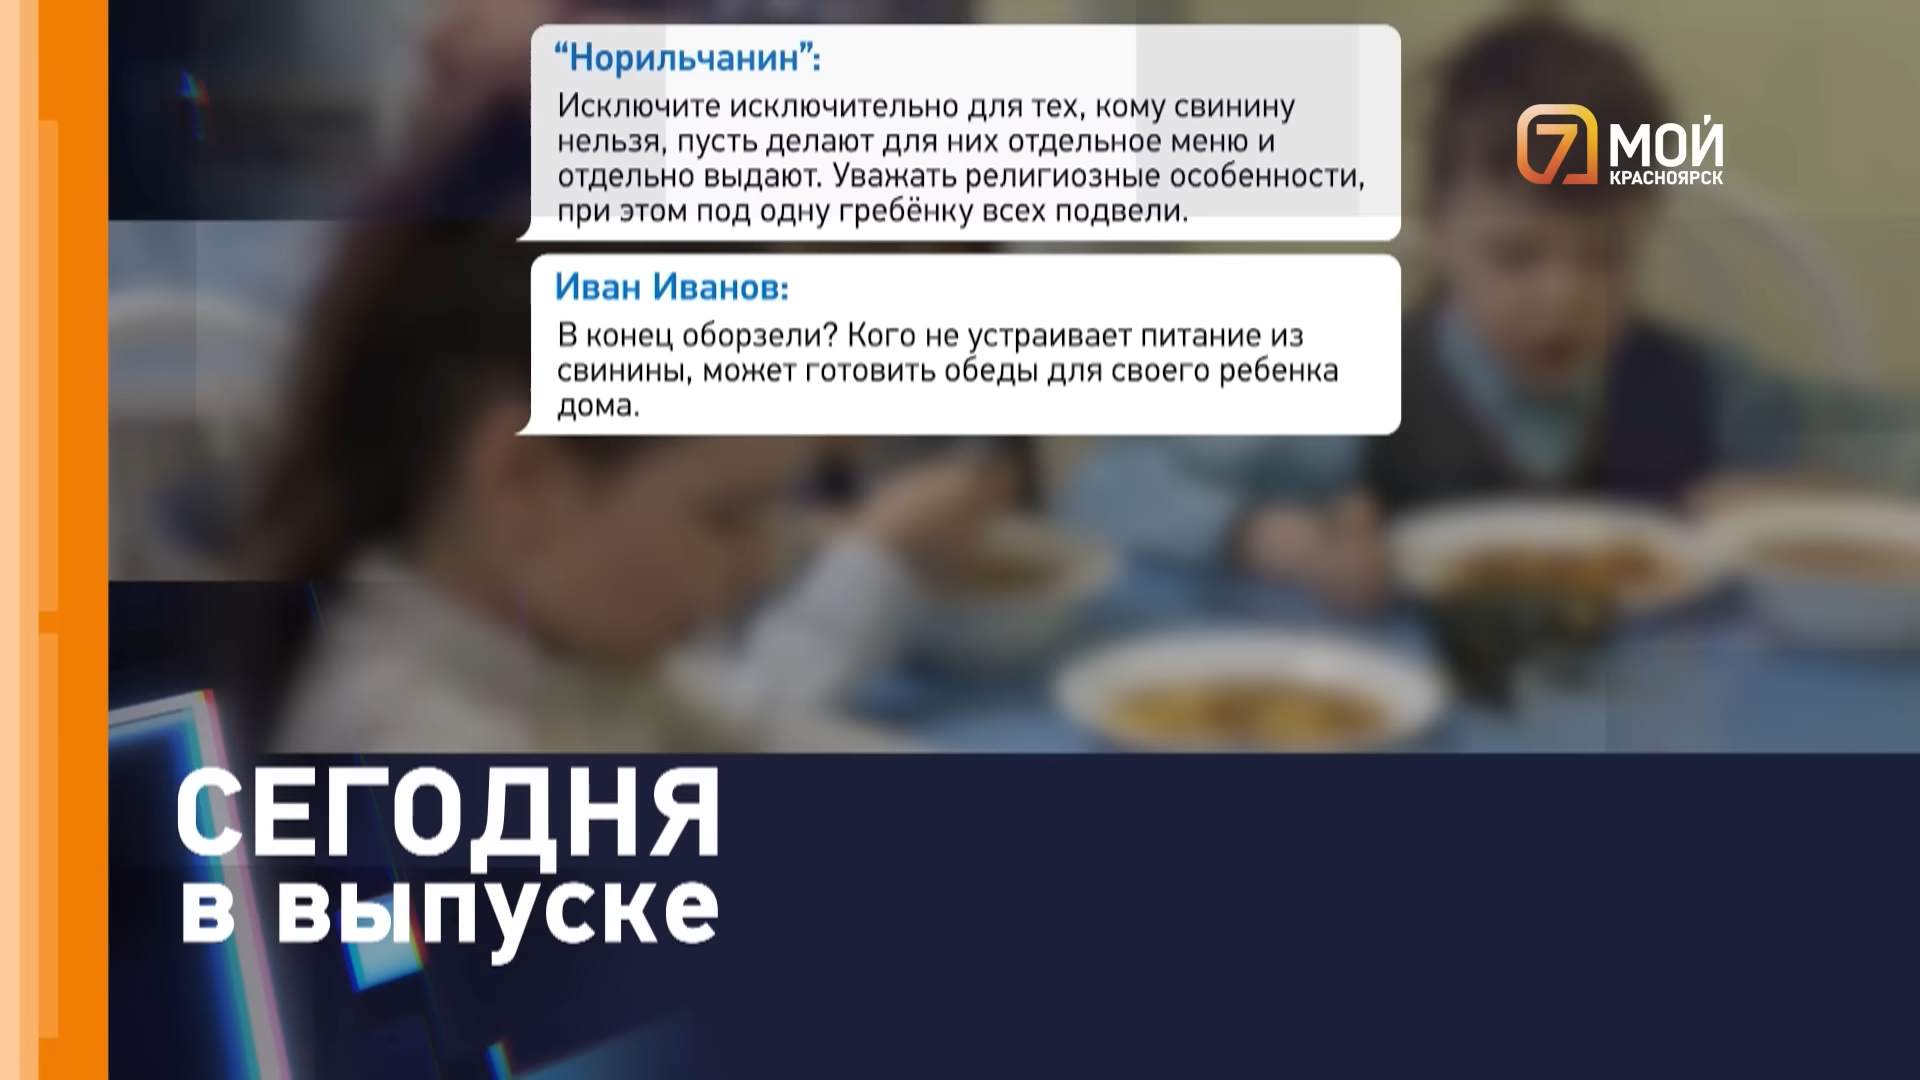 “Норильчанин”:
Исключите исключительно для тех, кому свинину
нельзя, пусть делают для них отдельное меню и
отдельно выдают. Уважать религиозные особенности,
при этом под одну гребёнку всех подвели.
7 МОЙ
КРАСНОЯРСК
Иван Иванов:
В конец оборзели? Кого не устраивает питание из
свинины, может готовить обеды для своего ребенка
дома.
СЕГОДНЯ
в выпуске